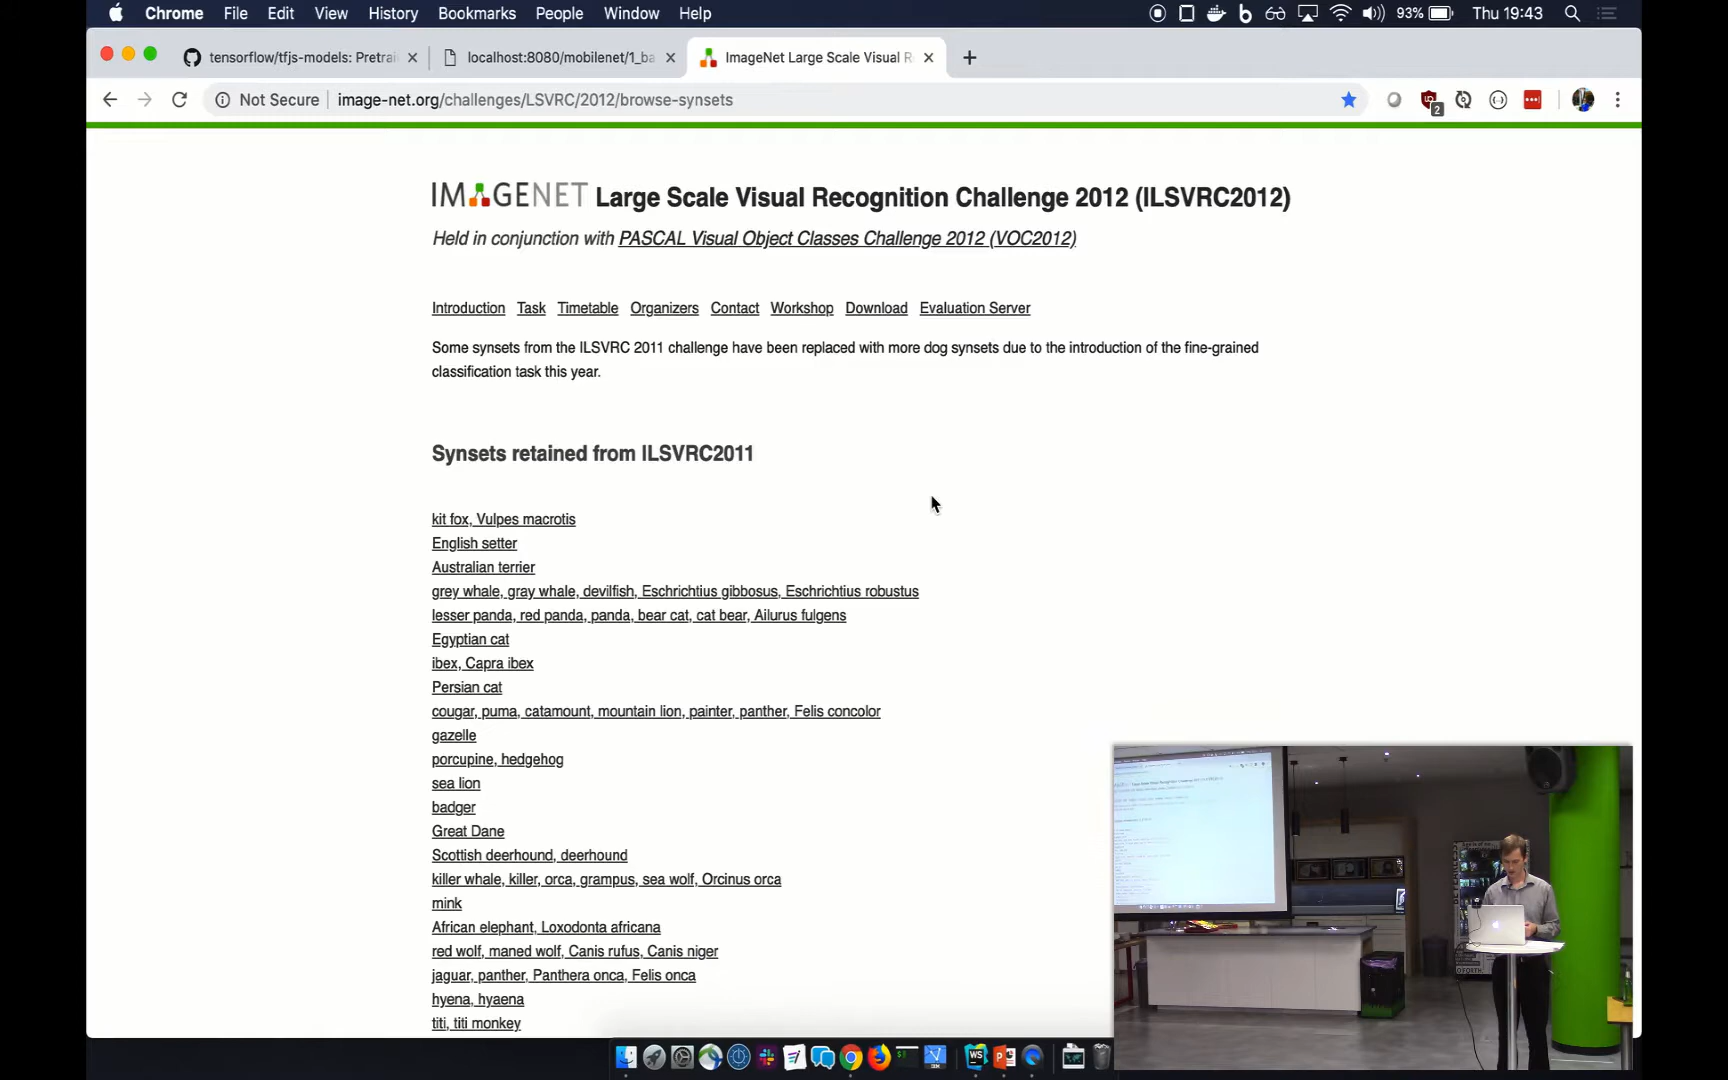 Chrome File Edit View History Bookmarks People Window Help 93% Thu 19:43
tensorflow/tfjs-models: Pretrai localhost:8080/mobilenet/1_ba ImageNet Large Scale Visual R
Not Secure image-net.org/challenges/LSVRC/2012/browse-synsets 2
IMAGENET Large Scale Visual Recognition Challenge 2012 (ILSVRC2012)
Held in conjunction with PASCAL Visual Object Classes Challenge 2012 (VOC2012)
Introduction Task Timetable Organizers Contact Workshop Download Evaluation Server
Some synsets from the ILSVRC 2011 challenge have been replaced with more dog synsets due to the introduction of the fine-grained
classification task this year.
Synsets retained from ILSVRC2011
kit fox, Vulpes macrotis
English setter
Australian terrier
grey whale, gray whale, devilfish, Eschrichtius gibbosus, Eschrichtius robustus
lesser panda, red panda, panda, bear cat, cat bear, Ailurus fulgens
Egyptian cat
ibex, Capra ibex
Persian cat
cougar, puma, catamount, mountain lion, painter, panther, Felis concolor
gazelle
porcupine, hedgehog
sea lion
badger
Great Dane
Scottish deerhound, deerhound
killer whale, killer, orca, grampus, sea wolf, Orcinus orca
mink
African elephant, Loxodonta africana
red wolf, maned wolf, Canis rufus, Canis niger
jaguar, panther, Panthera onca, Felis onca
hyena, hyaena
titi, titi monkey
WS